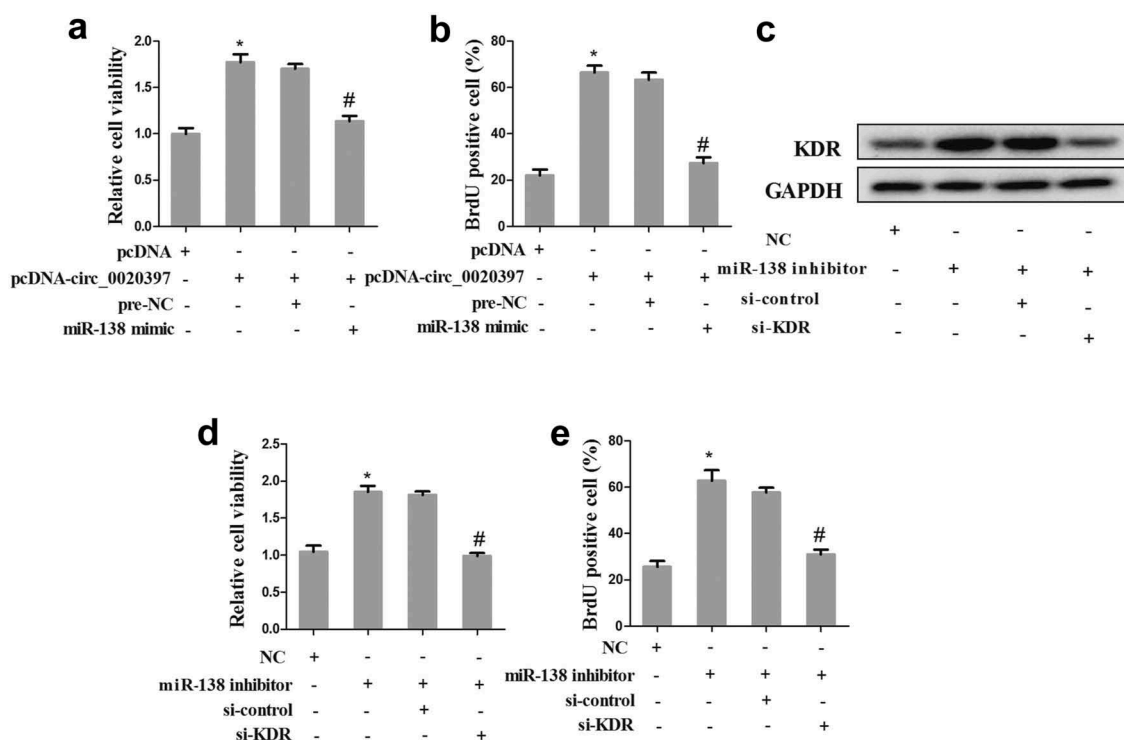 a
Relative cell viability
2.0
1.5
1.0
0.5
0.0
*
#
pcDNA + - - -
pcDNA-circ_0020397 - + + +
pre-NC - - + -
miR-138 mimic - - - +
b
BrdU positive cell (%)
80
60
40
20
0
*
#
pcDNA + - - -
pcDNA-circ_0020397 - + + +
pre-NC - - + -
miR-138 mimic - - - +
c
KDR
GAPDH
NC + - - -
miR-138 inhibitor - + + +
si-control - - + -
si-KDR - - - +
d
Relative cell viability
2.5
2.0
1.5
1.0
0.5
0.0
*
#
NC + - - -
miR-138 inhibitor - + + +
si-control - - + -
si-KDR - - - +
e
BrdU positive cell (%)
80
60
40
20
0
*
#
NC + - - -
miR-138 inhibitor - + + +
si-control - - + -
si-KDR - - - +